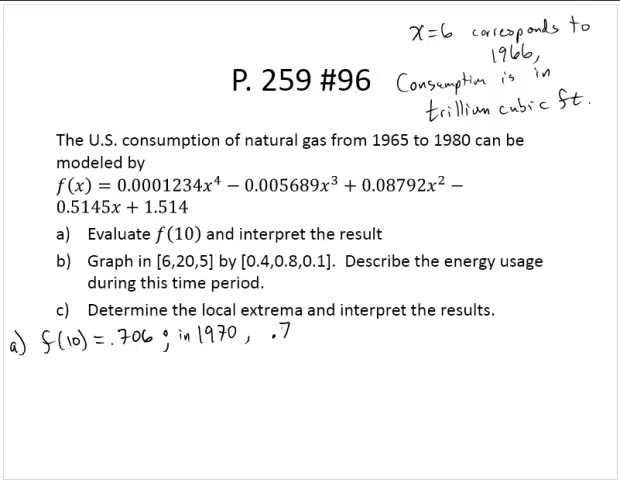 x=6 corresponds to
1966,
P. 259 #96 Consumption is in
trillion cubic ft.
The U.S. consumption of natural gas from 1965 to 1980 can be
modeled by
f(x) = 0.0001234x⁴ − 0.005689x³ + 0.08792x² −
0.5145x + 1.514
a) Evaluate f(10) and interpret the result
b) Graph in [6,20,5] by [0.4,0.8,0.1]. Describe the energy usage
during this time period.
c) Determine the local extrema and interpret the results.
a) f(10) = .706 ; in 1970, .7